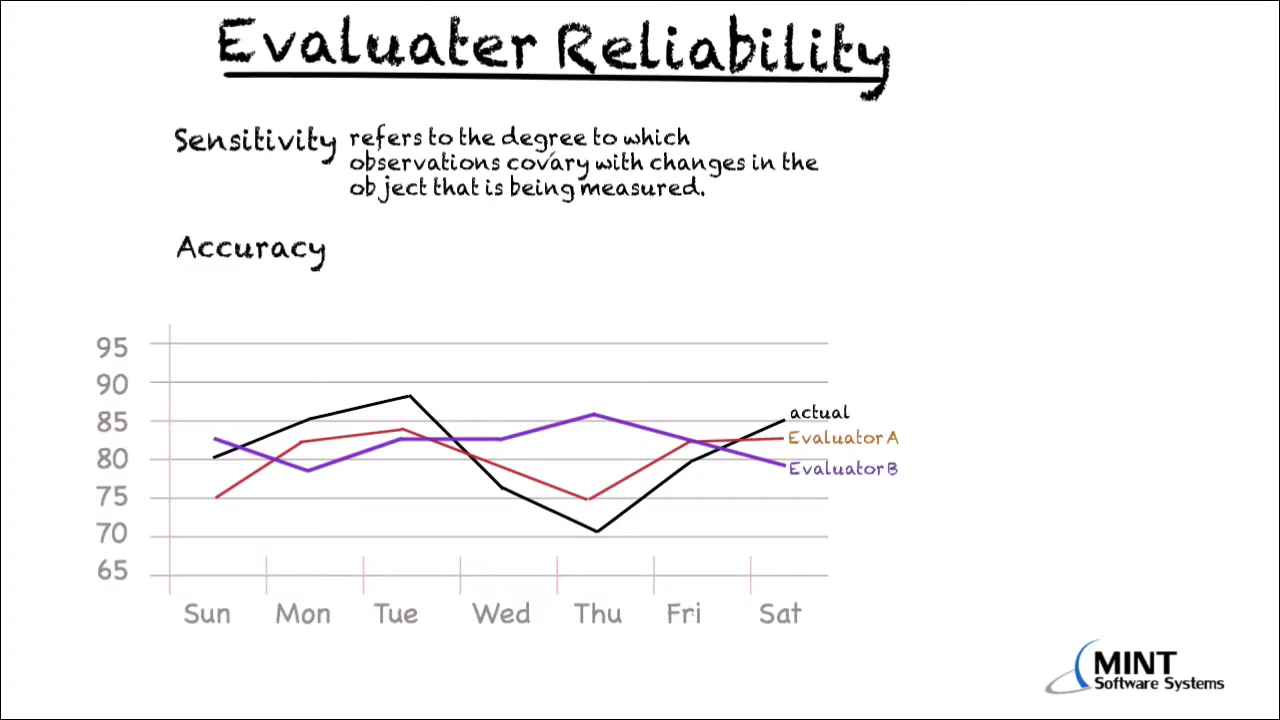 Evaluater Reliability
Sensitivity refers to the degree to which
observations covary with changes in the
object that is being measured.
Accuracy
95
90
85
80
75
70
65
actual
Evaluator A
Evaluator B
Sun Mon Tue Wed Thu Fri Sat
MINT
Software Systems